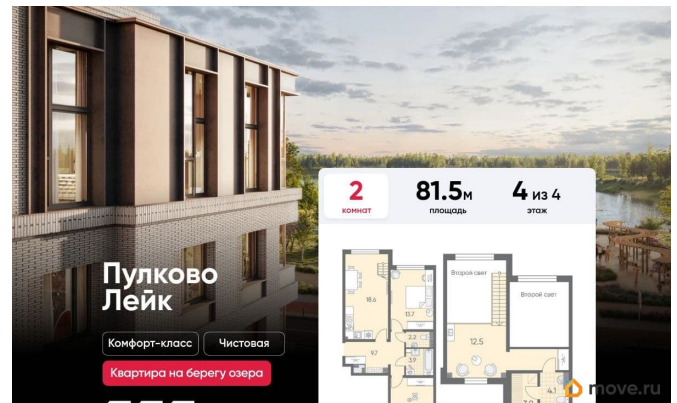 2
комнат
81.5м
площадь
4 из 4
этаж
Пулково
Лейк
Комфорт-класс
Чистовая
Квартира на берегу озера
18.6
13.7
2.2
3.9
9.7
Второй свет
Второй свет
12.5
4.1
move.ru